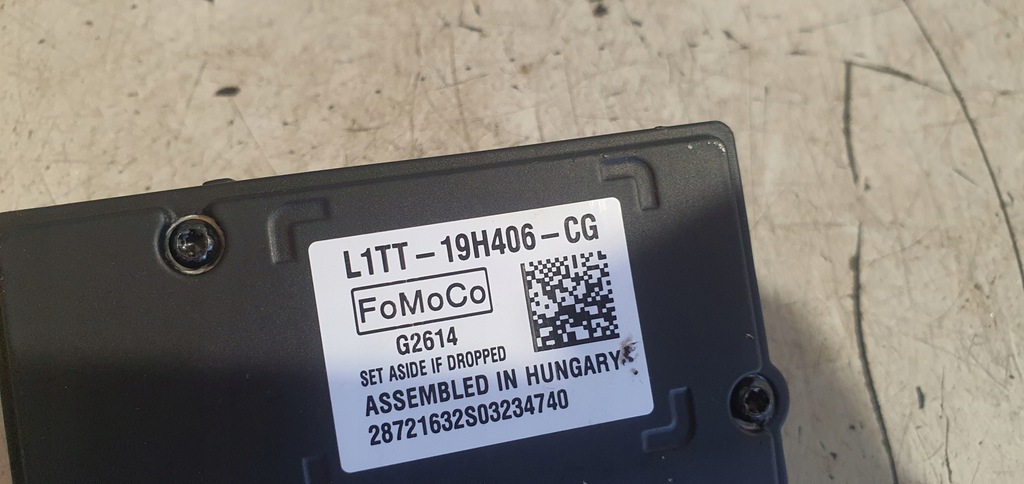 L1TT-19H406-CG
FoMoCo
G2614
SET ASIDE IF DROPPED
ASSEMBLED IN HUNGARY
28721632S03234740